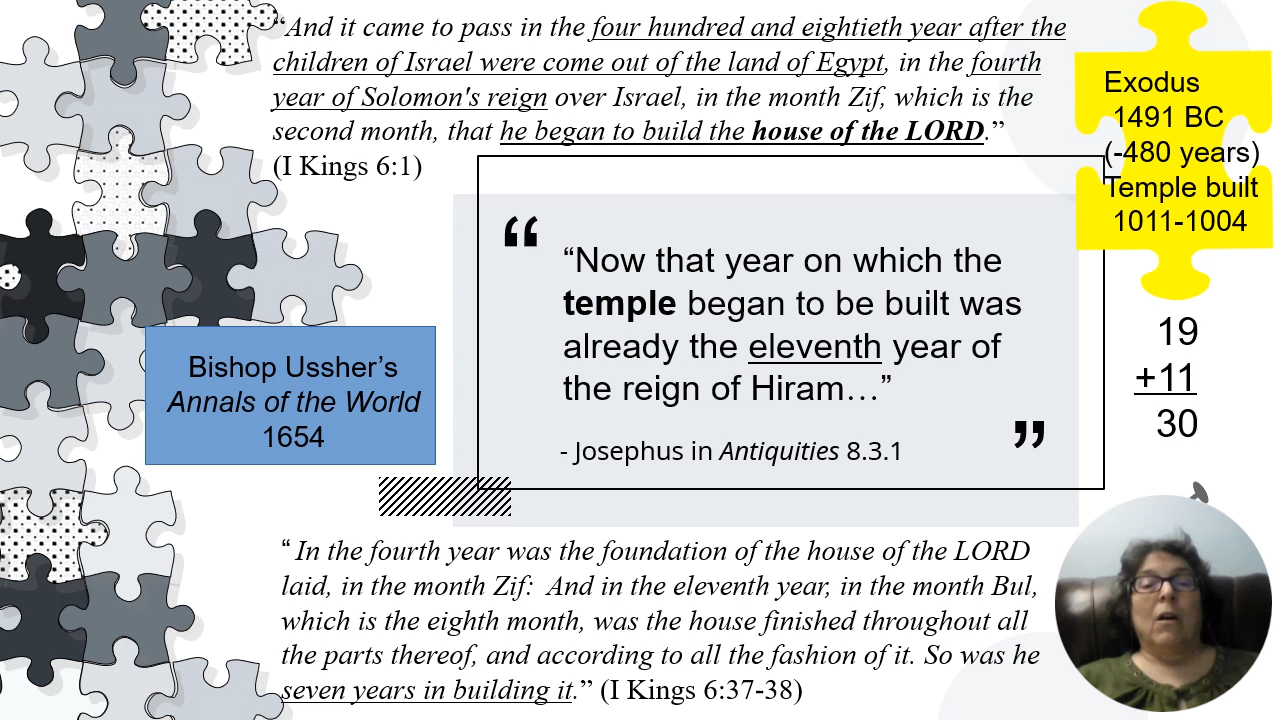 “And it came to pass in the four hundred and eightieth year after the
children of Israel were come out of the land of Egypt, in the fourth
year of Solomon's reign over Israel, in the month Zif, which is the
second month, that he began to build the house of the LORD.”
(I Kings 6:1)
Exodus
1491 BC
(-480 years)
Temple built
1011-1004
“
“Now that year on which the
temple began to be built was
already the eleventh year of
the reign of Hiram…”
”
- Josephus in Antiquities 8.3.1
19
+11
30
Bishop Ussher’s
Annals of the World
1654
“ In the fourth year was the foundation of the house of the LORD
laid, in the month Zif:  And in the eleventh year, in the month Bul,
which is the eighth month, was the house finished throughout all
the parts thereof, and according to all the fashion of it. So was he
seven years in building it.” (I Kings 6:37-38)